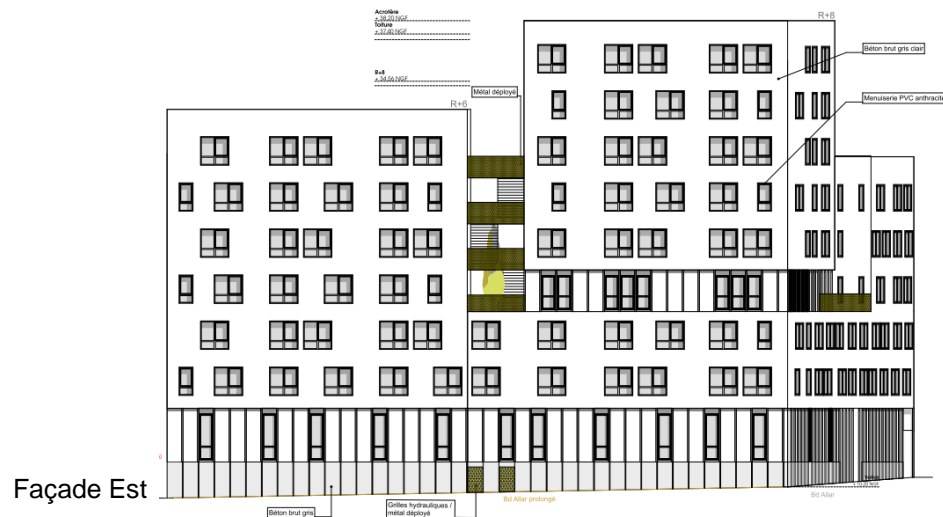 Acrotère
+ 38.20 NGF
Toiture
+ 37.40 NGF
R+8
R+8
+ 34.56 NGF
Béton brut gris clair
Métal déployé
Menuiserie PVC anthracite
R+6
Façade Est
Bd Allar prolongé
Bd Allar
Béton brut gris
Grilles hydrauliques /
métal déployé